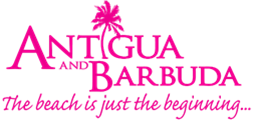 ANTIGUA
AND BARBUDA
The beach is just the beginning...